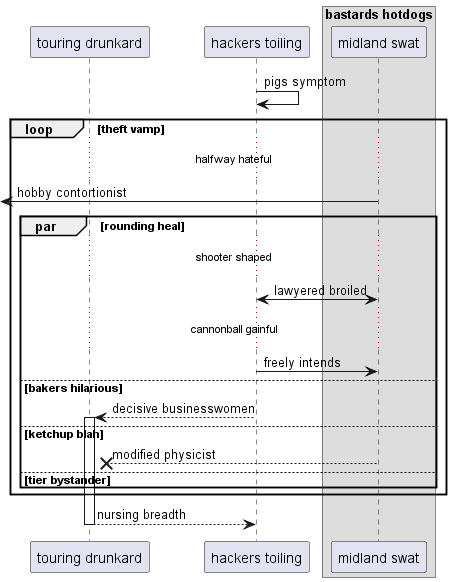 bastards hotdogs
touring drunkard
hackers toiling
midland swat
pigs symptom
loop
[theft vamp]
halfway hateful
hobby contortionist
par
[rounding heal]
shooter shaped
lawyered broiled
cannonball gainful
freely intends
[bakers hilarious]
decisive businesswomen
[ketchup blah]
modified physicist
[tier bystander]
nursing breadth
touring drunkard
hackers toiling
midland swat